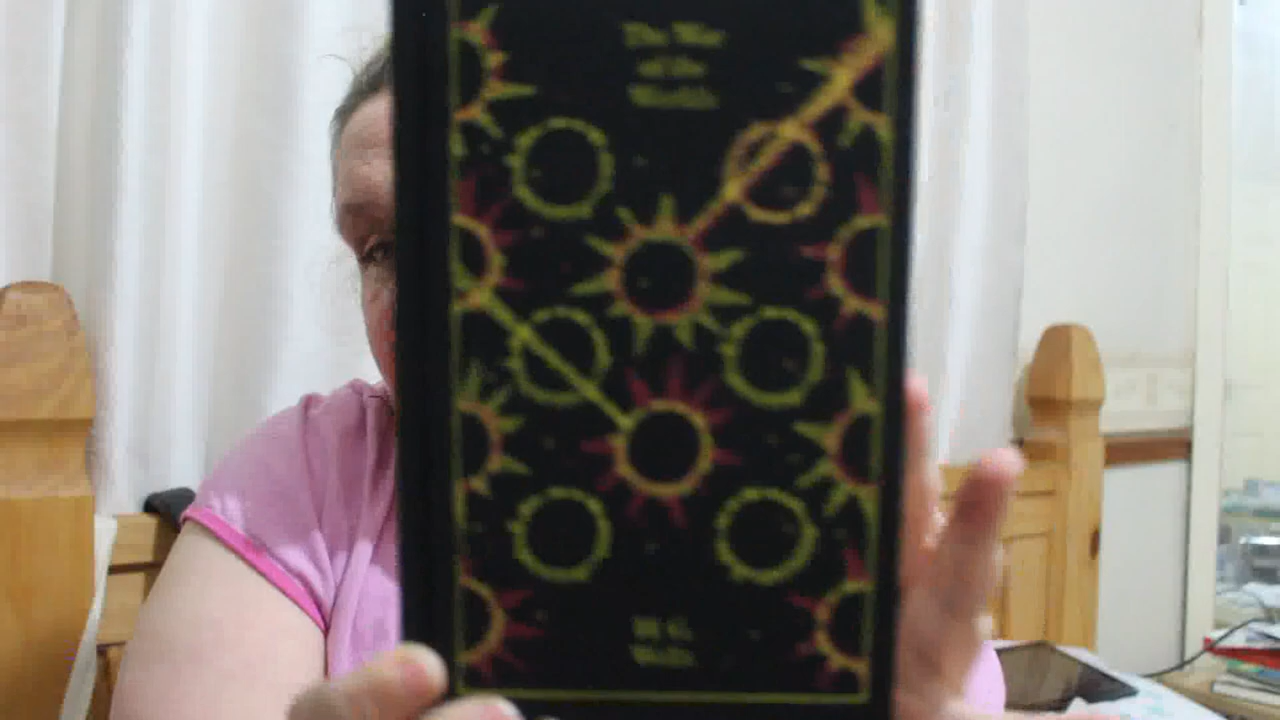 The War
of the
Worlds
H. G.
Wells